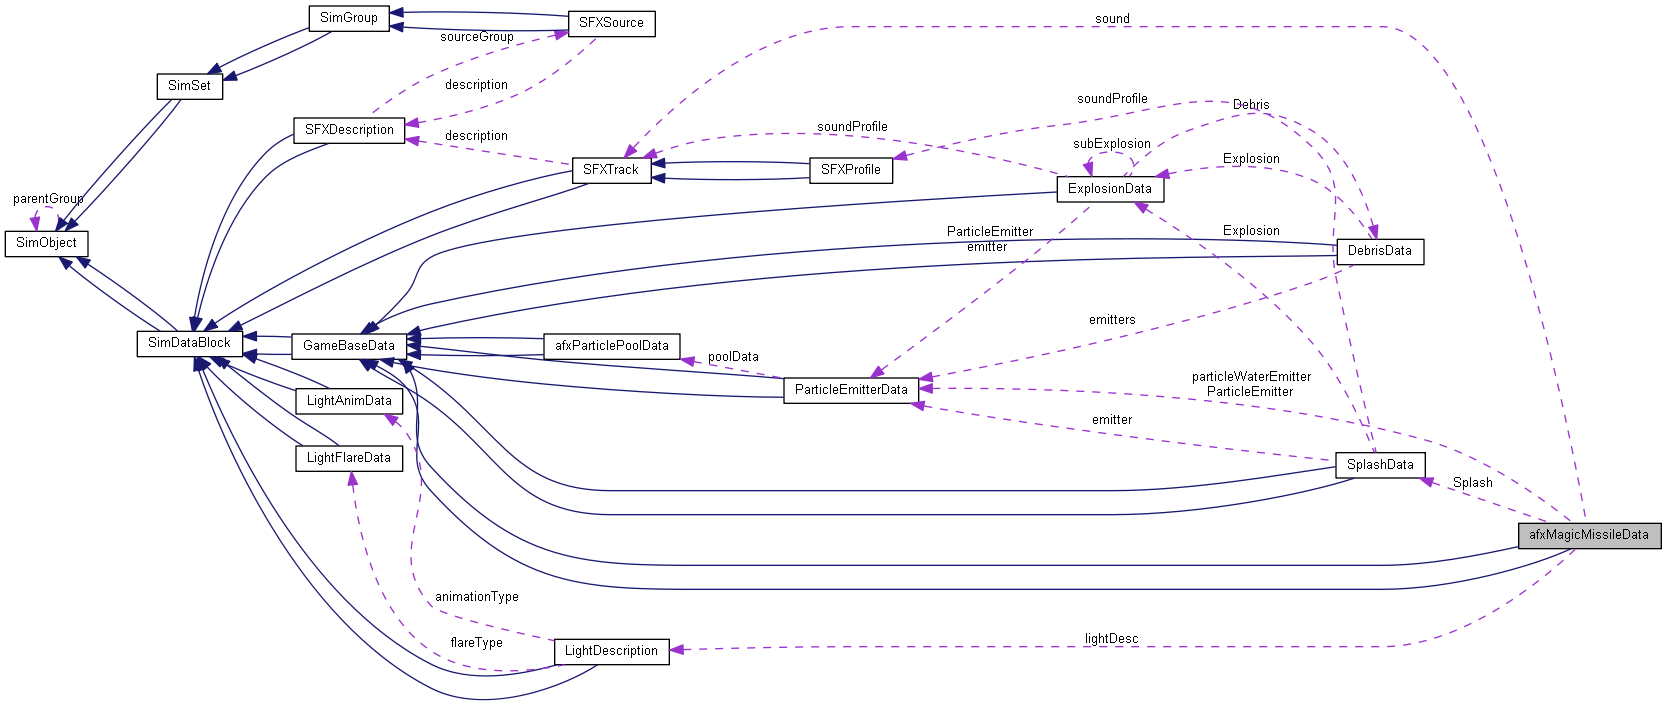 sound
SimGroup
SFXSource
sourceGroup
SimSet
description
soundProfile
Debris
SFXDescription
soundProfile
description
subExplosion
Explosion
SFXTrack
SFXProfile
ExplosionData
parentGroup
SimObject
ParticleEmitter
emitter
Explosion
DebrisData
emitters
SimDataBlock
GameBaseData
afxParticlePoolData
poolData
ParticleEmitterData
particleWaterEmitter
ParticleEmitter
LightAnimData
emitter
LightFlareData
SplashData
Splash
afxMagicMissileData
animationType
flareType
LightDescription
lightDesc